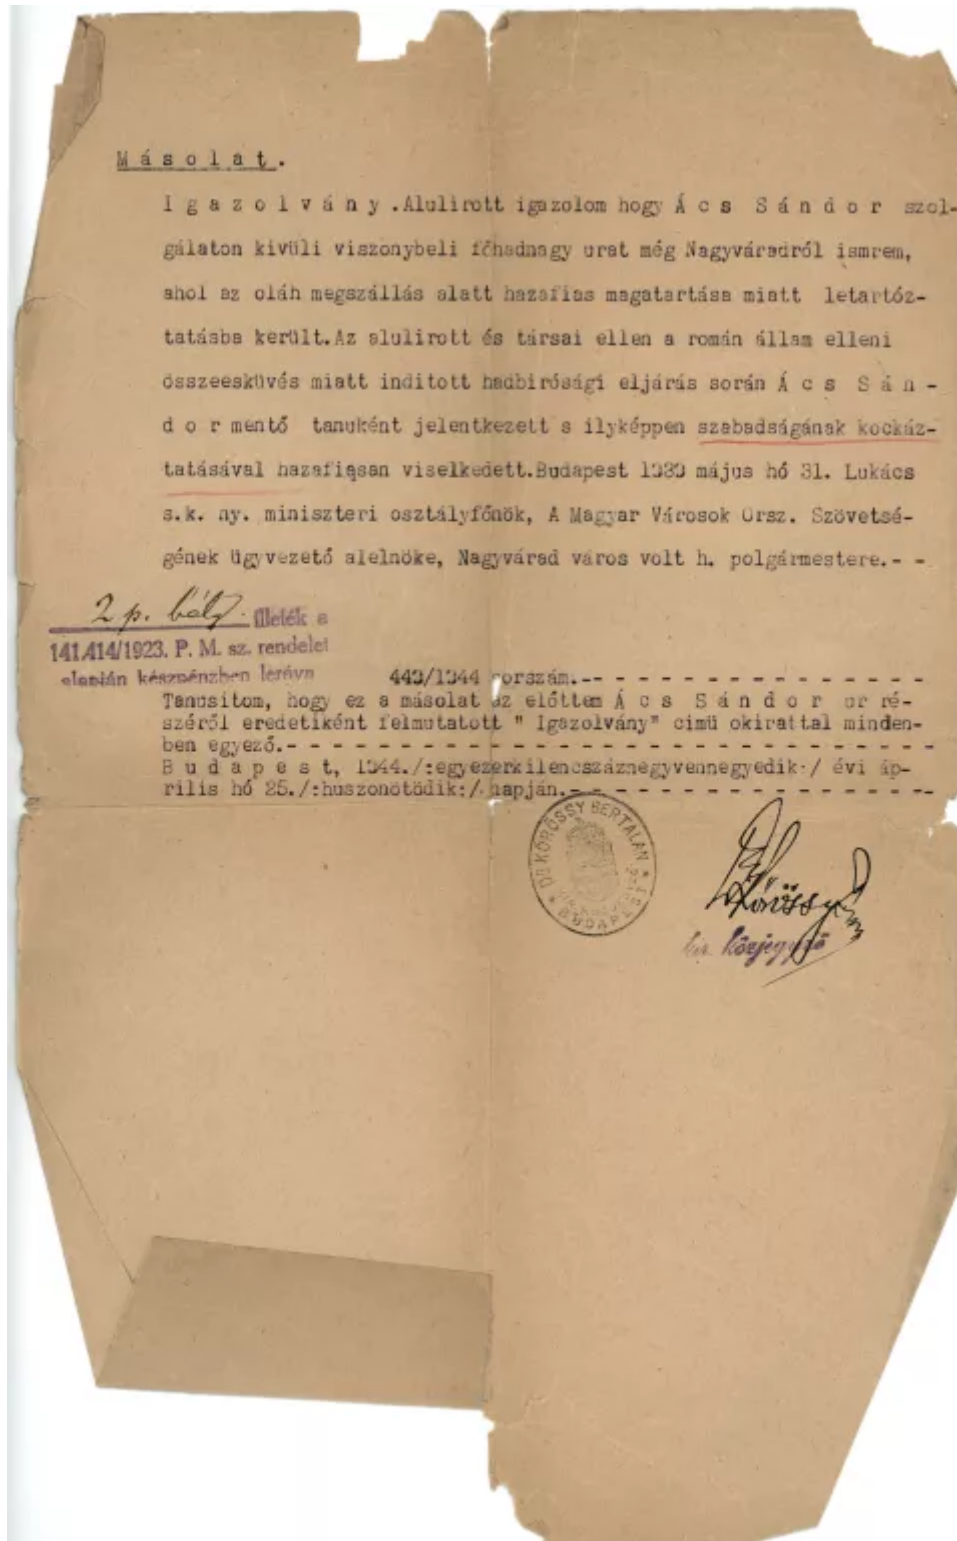 Másolat.
I g a z o l v á n y .Alulirott igazolom hogy Á c s   S á n d o r  szol-
gálaton kivüli viszonybeli főhadnagy urat még Nagyváradról ismrem,
ahol az oláh megszállás alatt hazafias magatartása miatt letartóz-
tatásba került.Az alulirott és társai ellen a román állam elleni
összeesküvés miatt inditott hadbirósági eljárás során Á c s   S á n -
d o r mentő tanuként jelentkezett s ilyképpen szabadságának kockáz-
tatásával hazafiasan viselkedett.Budapest 1939 május hó 31. Lukács
s.k. ny. miniszteri osztályfőnök, A Magyar Városok Orsz. Szövetsé-
gének ügyvezető alelnöke, Nagyvárad város volt h. polgármestere.- -
2 p. illeték a
141.414/1923. P. M. sz. rendelet
alapján készpénzben leróva
/1944 orszám.- - - - - - - - - - - - - - - -
Tanusitom, hogy ez a másolat az előttem Á c s   S á n d o r  ur ré-
széről eredetiként felmutatott " Igazolvány" cimü okirattal minden-
ben egyező.- - - - - - - - - - - - - - - - - - - - - - - - - - -
B u d a p e s t, 1944./:egyezerkilencszáznegyvennegyedik:/ évi áp-
rilis hó 25./:huszonötödik:/ napján.- - - - - - - - - - - - - - - -
DR KŐRÖSSY BERTALAN
BUDAPEST
Kőrössy
kir. közjegyző